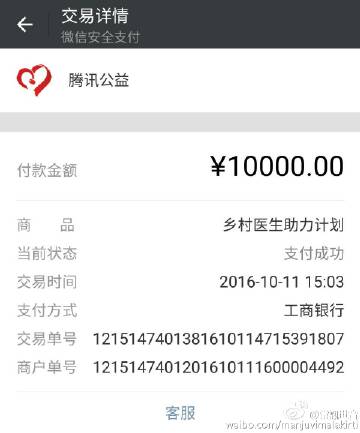 交易详情
微信安全支付
腾讯公益
付款金额 ¥10000.00
商 品 乡村医生助力计划
当前状态 支付成功
交易时间 2016-10-11 15:03
支付方式 工商银行
交易单号 1215147401381610114715391807
商户单号 1215147401201610111600004492
客服
weibo.com/manjuvimalakirti